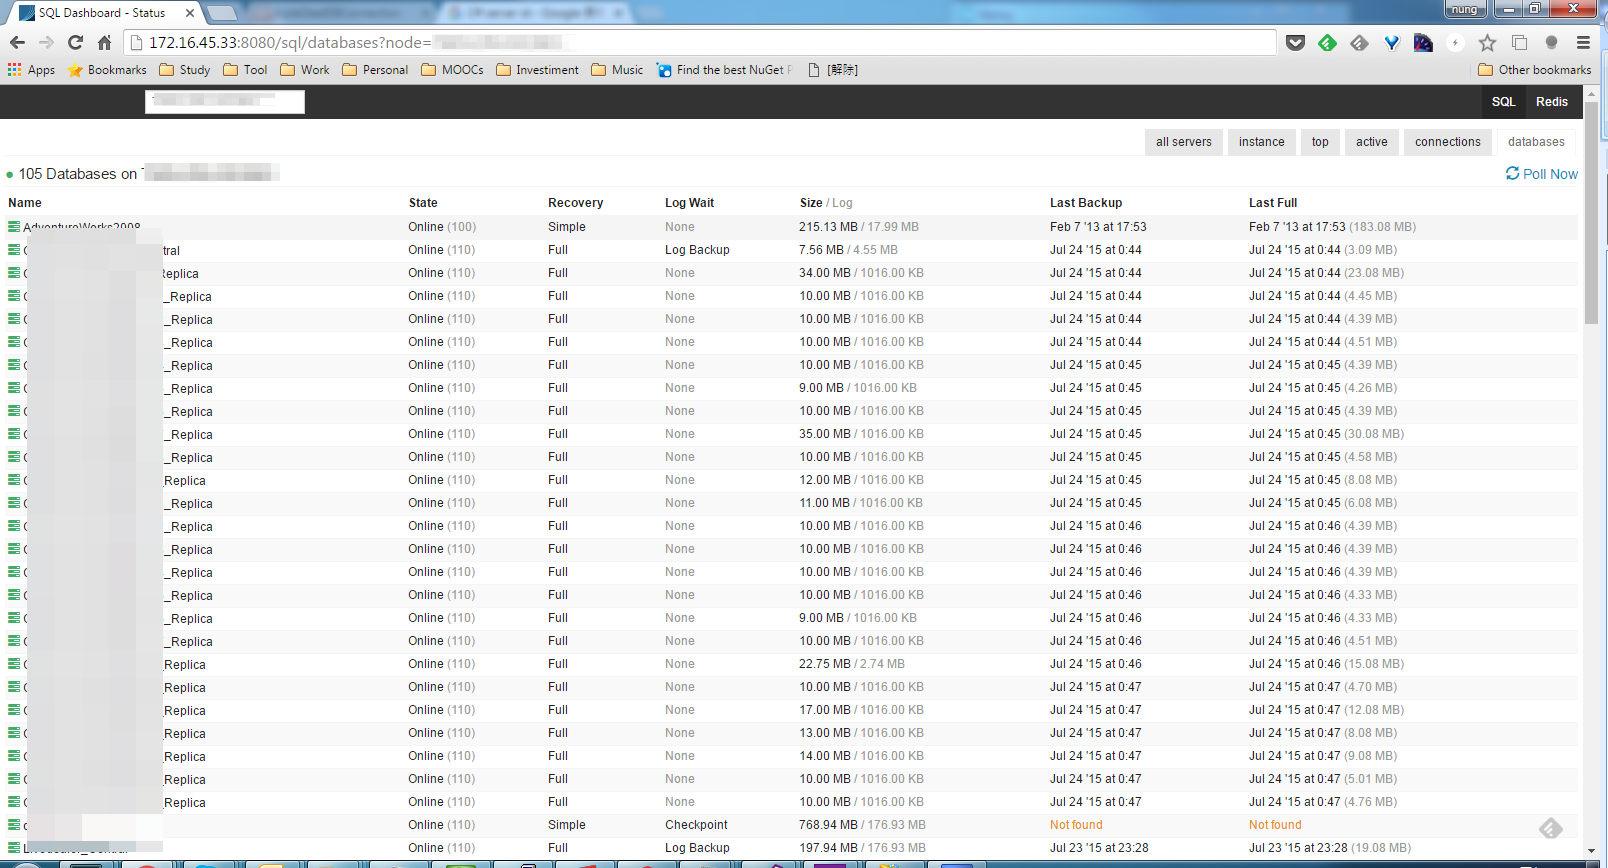 SQL Dashboard - Status
nung
172.16.45.33:8080/sql/databases?node=
Apps Bookmarks Study Tool Work Personal MOOCs Investiment Music Find the best NuGet [解除] Other bookmarks
SQL Redis
all servers instance top active connections databases
105 Databases on
Poll Now
Name State Recovery Log Wait Size / Log Last Backup Last Full
AdventureWorks2008 Online (100) Simple None 215.13 MB / 17.99 MB Feb 7 '13 at 17:53 Feb 7 '13 at 17:53 (183.08 MB)
tral Online (110) Full Log Backup 7.56 MB / 4.55 MB Jul 24 '15 at 0:44 Jul 24 '15 at 0:44 (3.09 MB)
Replica Online (110) Full None 34.00 MB / 1016.00 KB Jul 24 '15 at 0:44 Jul 24 '15 at 0:44 (23.08 MB)
_Replica Online (110) Full None 10.00 MB / 1016.00 KB Jul 24 '15 at 0:44 Jul 24 '15 at 0:44 (4.45 MB)
_Replica Online (110) Full None 10.00 MB / 1016.00 KB Jul 24 '15 at 0:44 Jul 24 '15 at 0:44 (4.39 MB)
_Replica Online (110) Full None 10.00 MB / 1016.00 KB Jul 24 '15 at 0:44 Jul 24 '15 at 0:44 (4.51 MB)
_Replica Online (110) Full None 10.00 MB / 1016.00 KB Jul 24 '15 at 0:45 Jul 24 '15 at 0:45 (4.39 MB)
_Replica Online (110) Full None 9.00 MB / 1016.00 KB Jul 24 '15 at 0:45 Jul 24 '15 at 0:45 (4.26 MB)
_Replica Online (110) Full None 10.00 MB / 1016.00 KB Jul 24 '15 at 0:45 Jul 24 '15 at 0:45 (4.39 MB)
_Replica Online (110) Full None 35.00 MB / 1016.00 KB Jul 24 '15 at 0:45 Jul 24 '15 at 0:45 (30.08 MB)
_Replica Online (110) Full None 10.00 MB / 1016.00 KB Jul 24 '15 at 0:45 Jul 24 '15 at 0:45 (4.58 MB)
_Replica Online (110) Full None 12.00 MB / 1016.00 KB Jul 24 '15 at 0:45 Jul 24 '15 at 0:45 (8.08 MB)
_Replica Online (110) Full None 11.00 MB / 1016.00 KB Jul 24 '15 at 0:45 Jul 24 '15 at 0:45 (6.08 MB)
_Replica Online (110) Full None 10.00 MB / 1016.00 KB Jul 24 '15 at 0:46 Jul 24 '15 at 0:46 (4.39 MB)
_Replica Online (110) Full None 10.00 MB / 1016.00 KB Jul 24 '15 at 0:46 Jul 24 '15 at 0:46 (4.39 MB)
_Replica Online (110) Full None 10.00 MB / 1016.00 KB Jul 24 '15 at 0:46 Jul 24 '15 at 0:46 (4.39 MB)
_Replica Online (110) Full None 10.00 MB / 1016.00 KB Jul 24 '15 at 0:46 Jul 24 '15 at 0:46 (4.33 MB)
_Replica Online (110) Full None 9.00 MB / 1016.00 KB Jul 24 '15 at 0:46 Jul 24 '15 at 0:46 (4.33 MB)
_Replica Online (110) Full None 10.00 MB / 1016.00 KB Jul 24 '15 at 0:46 Jul 24 '15 at 0:46 (4.51 MB)
_Replica Online (110) Full None 22.75 MB / 2.74 MB Jul 24 '15 at 0:46 Jul 24 '15 at 0:46 (15.08 MB)
_Replica Online (110) Full None 10.00 MB / 1016.00 KB Jul 24 '15 at 0:47 Jul 24 '15 at 0:47 (4.70 MB)
_Replica Online (110) Full None 17.00 MB / 1016.00 KB Jul 24 '15 at 0:47 Jul 24 '15 at 0:47 (12.08 MB)
_Replica Online (110) Full None 13.00 MB / 1016.00 KB Jul 24 '15 at 0:47 Jul 24 '15 at 0:47 (8.08 MB)
_Replica Online (110) Full None 14.00 MB / 1016.00 KB Jul 24 '15 at 0:47 Jul 24 '15 at 0:47 (9.08 MB)
_Replica Online (110) Full None 10.00 MB / 1016.00 KB Jul 24 '15 at 0:47 Jul 24 '15 at 0:47 (5.01 MB)
_Replica Online (110) Full None 10.00 MB / 1016.00 KB Jul 24 '15 at 0:47 Jul 24 '15 at 0:47 (4.76 MB)
Online (110) Simple Checkpoint 768.94 MB / 176.93 MB Not found Not found
Online (110) Full Log Backup 197.94 MB / 176.93 MB Jul 23 '15 at 23:28 Jul 23 '15 at 23:28 (19.08 MB)